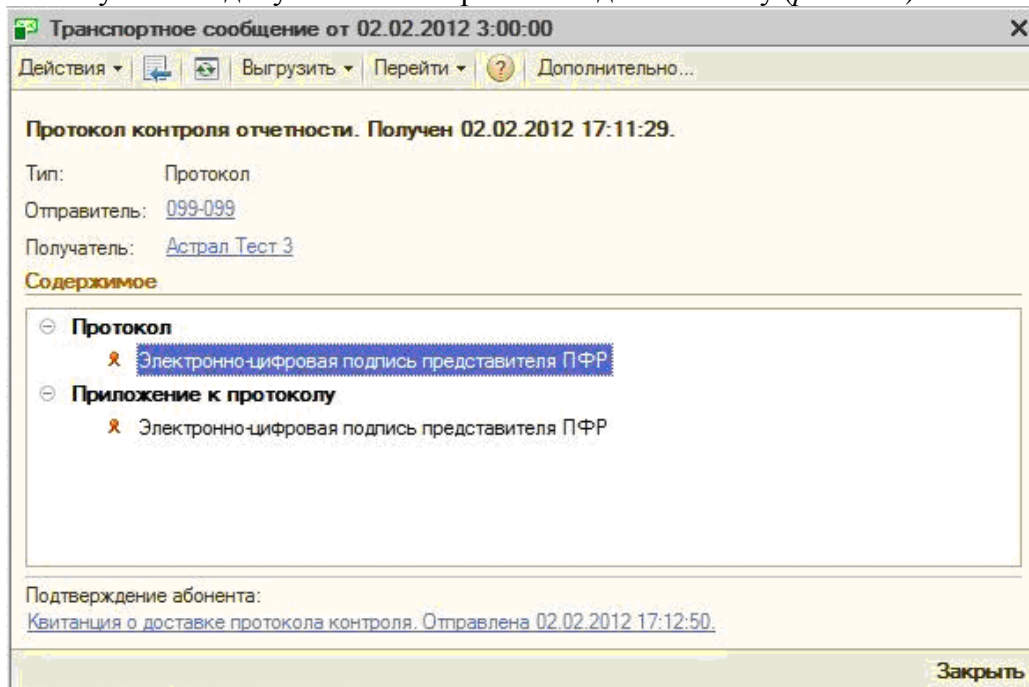 Транспортное сообщение от 02.02.2012 3:00:00
Действия Выгрузить Перейти ? Дополнительно...
Протокол контроля отчетности. Получен 02.02.2012 17:11:29.
Тип: Протокол
Отправитель: 099-099
Получатель: Астрал Тест 3
Содержимое
Протокол
Электронно-цифровая подпись представителя ПФР
Приложение к протоколу
Электронно-цифровая подпись представителя ПФР
Подтверждение абонента:
Квитанция о доставке протокола контроля. Отправлена 02.02.2012 17:12:50.
Закрыть